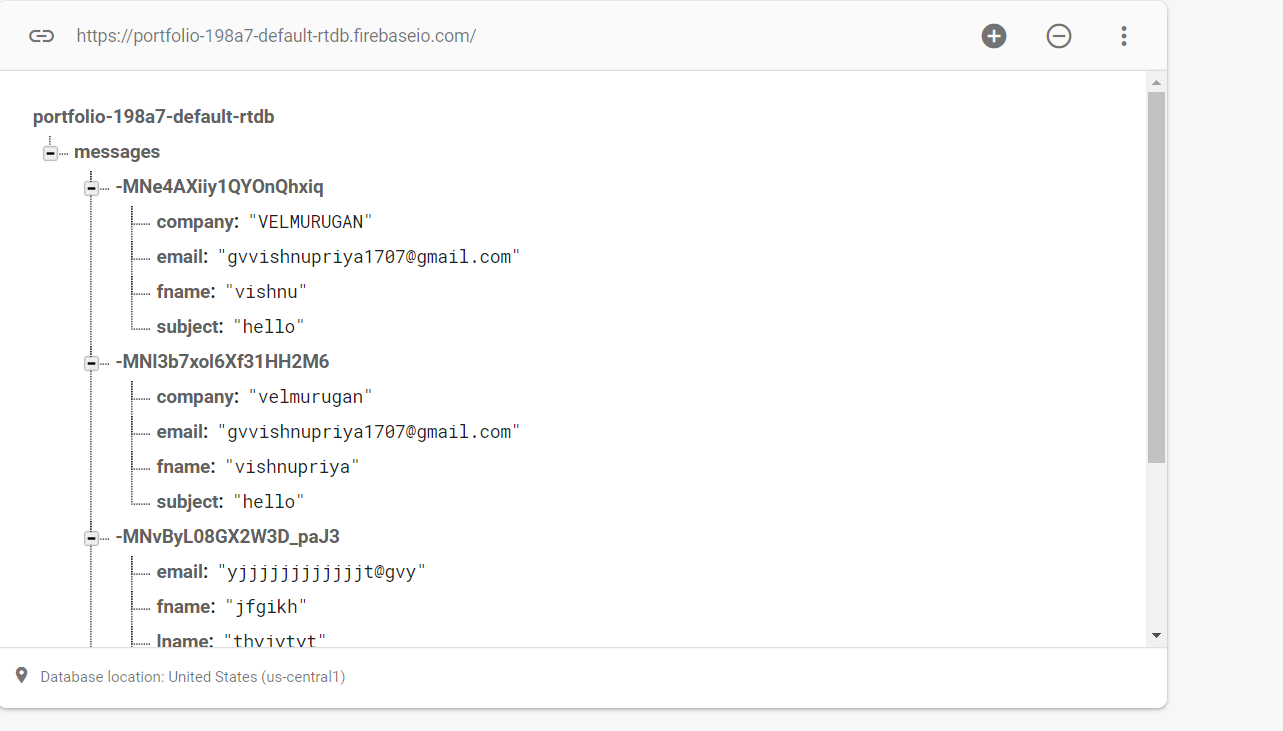 https://portfolio-198a7-default-rtdb.firebaseio.com/
portfolio-198a7-default-rtdb
messages
-MNe4AXiiy1QYOnQhxiq
company: "VELMURUGAN"
email: "gvvishnupriya1707@gmail.com"
fname: "vishnu"
subject: "hello"
-MNl3b7xol6Xf31HH2M6
company: "velmurugan"
email: "gvvishnupriya1707@gmail.com"
fname: "vishnupriya"
subject: "hello"
-MNvByL08GX2W3D_paJ3
email: "yjjjjjjjjjjjjt@gvy"
fname: "jfgikh"
lname: "thyjytyt"
Database location: United States (us-central1)